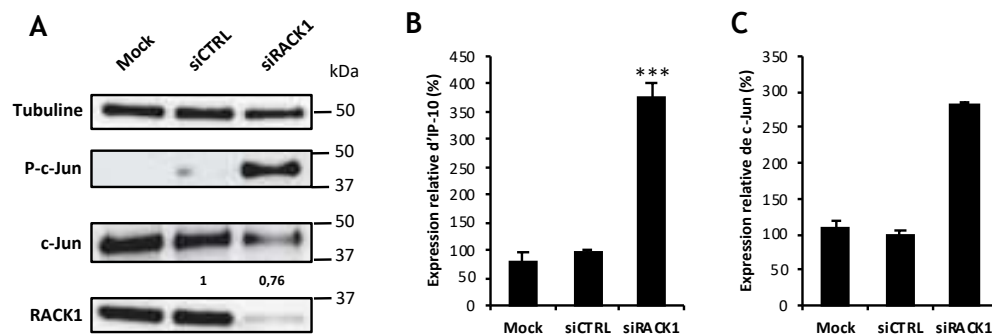 A
Mock siCTRL siRACK1
kDa
Tubuline
50
P-c-Jun
50
37
c-Jun
50
37
1 0,76
RACK1
37
B
Expression relative d’IP-10 (%)
450
400
350
300
250
200
150
100
50
0
***
Mock siCTRL siRACK1
C
Expression relative de c-Jun (%)
350
300
250
200
150
100
50
0
Mock siCTRL siRACK1